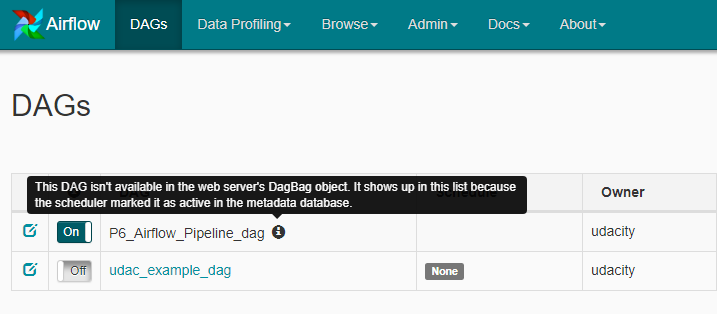 Airflow DAGs Data Profiling Browse Admin Docs About
DAGs
This DAG isn't available in the web server's DagBag object. It shows up in this list because
the scheduler marked it as active in the metadata database.
Owner
On P6_Airflow_Pipeline_dag udacity
Off udac_example_dag None udacity